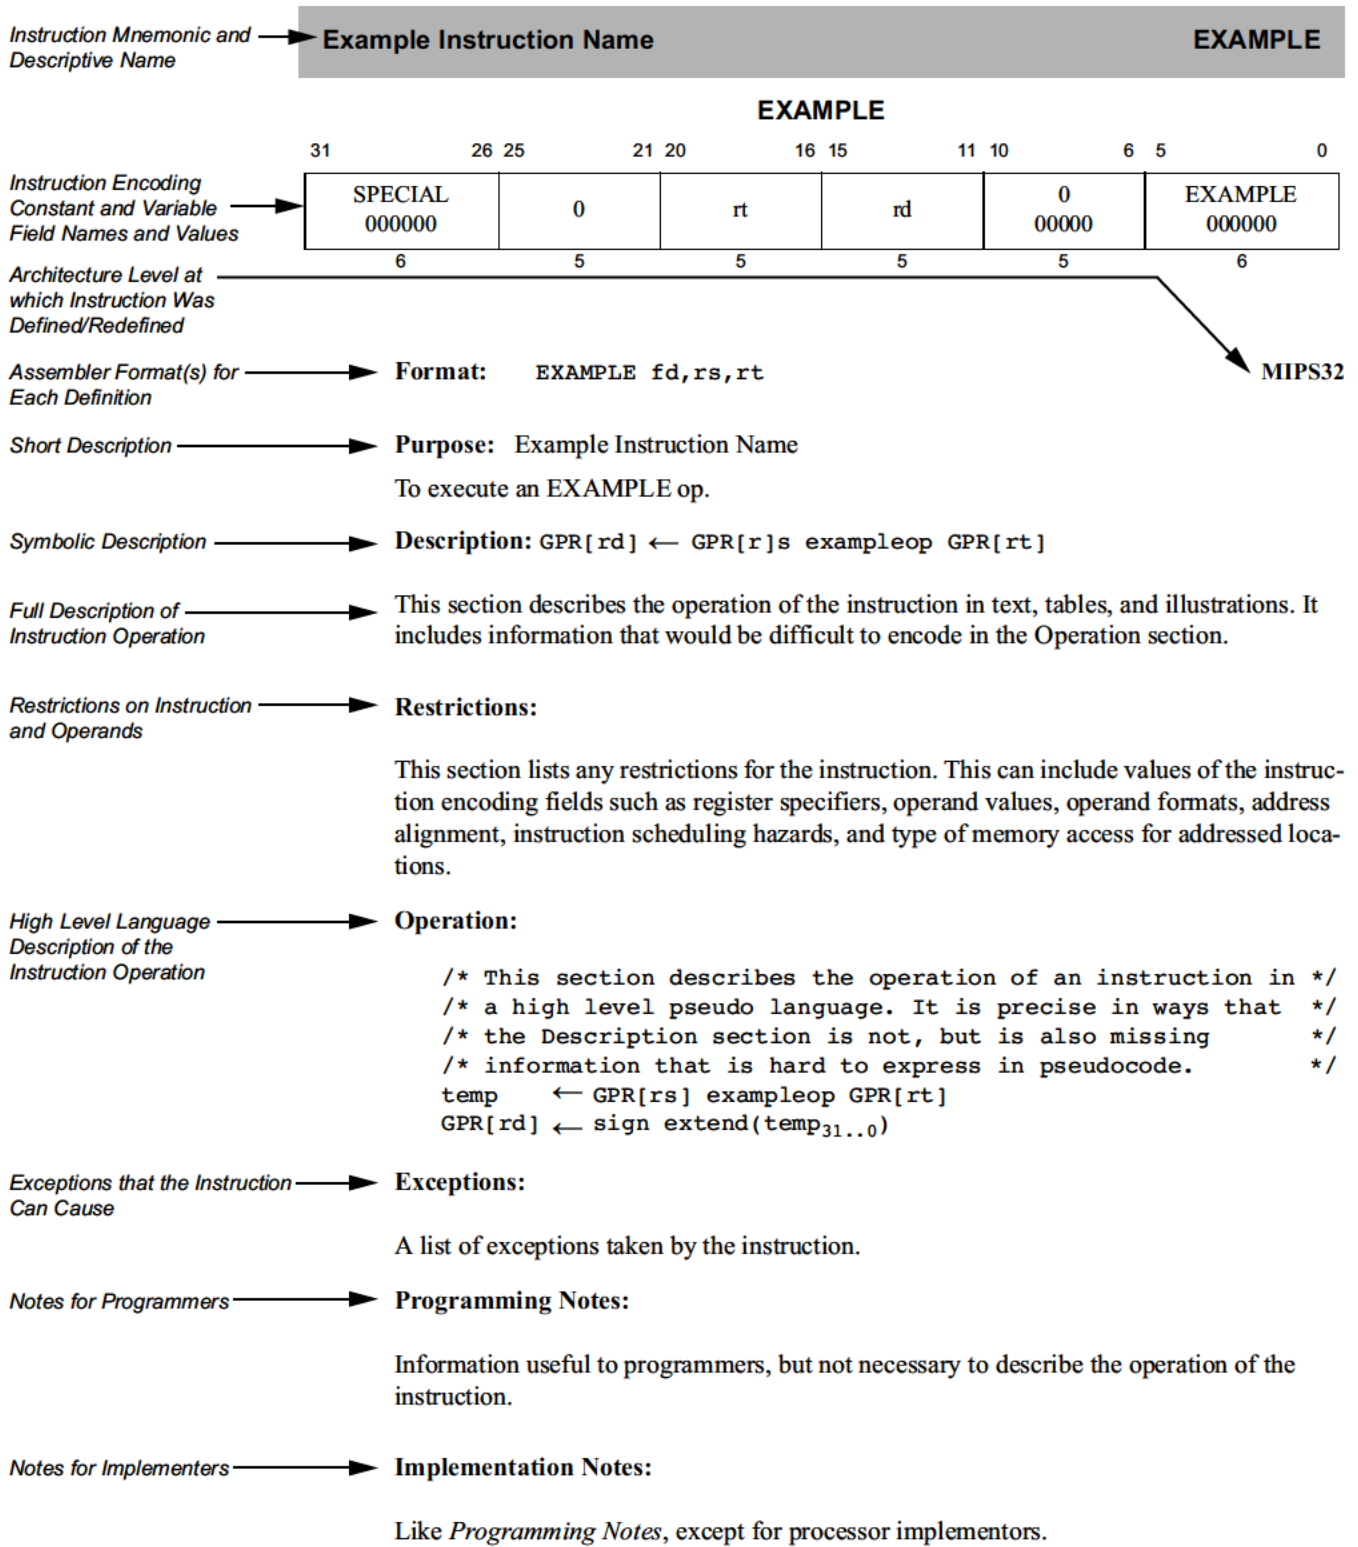 Instruction Mnemonic and
Descriptive Name
Example Instruction Name EXAMPLE
EXAMPLE
31 26 25 21 20 16 15 11 10 6 5 0
Instruction Encoding
Constant and Variable
Field Names and Values
SPECIAL
000000
0
rt
rd
0
00000
EXAMPLE
000000
6 5 5 5 5 6
Architecture Level at
which Instruction Was
Defined/Redefined
Assembler Format(s) for
Each Definition
Format: EXAMPLE fd,rs,rt MIPS32
Short Description
Purpose: Example Instruction Name
To execute an EXAMPLE op.
Symbolic Description
Description: GPR[rd] ← GPR[r]s exampleop GPR[rt]
Full Description of
Instruction Operation
This section describes the operation of the instruction in text, tables, and illustrations. It
includes information that would be difficult to encode in the Operation section.
Restrictions on Instruction
and Operands
Restrictions:
This section lists any restrictions for the instruction. This can include values of the instruc-
tion encoding fields such as register specifiers, operand values, operand formats, address
alignment, instruction scheduling hazards, and type of memory access for addressed loca-
tions.
High Level Language
Description of the
Instruction Operation
Operation:
/* This section describes the operation of an instruction in */
/* a high level pseudo language. It is precise in ways that */
/* the Description section is not, but is also missing */
/* information that is hard to express in pseudocode. */
temp ← GPR[rs] exampleop GPR[rt]
GPR[rd] ← sign extend(temp31..0)
Exceptions that the Instruction
Can Cause
Exceptions:
A list of exceptions taken by the instruction.
Notes for Programmers
Programming Notes:
Information useful to programmers, but not necessary to describe the operation of the
instruction.
Notes for Implementers
Implementation Notes:
Like Programming Notes, except for processor implementors.